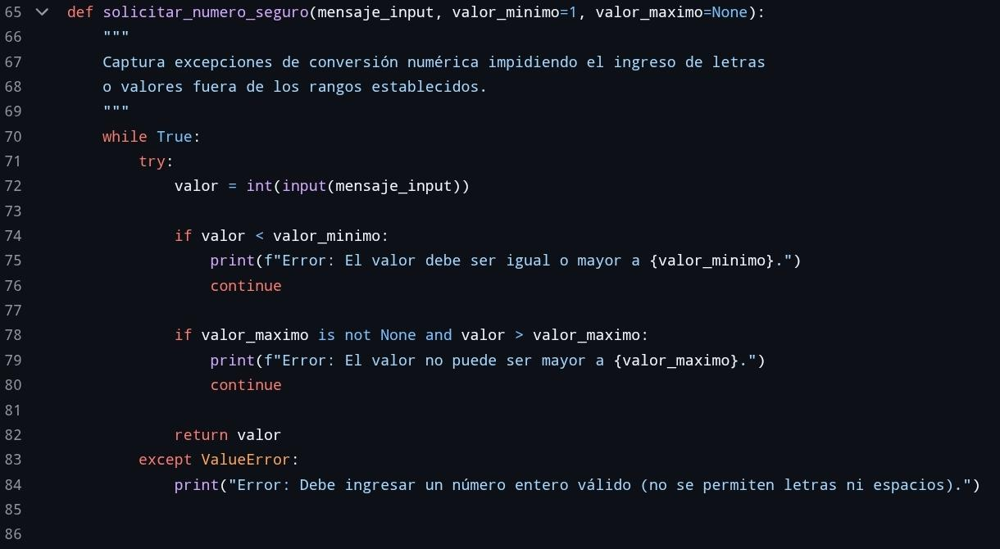 65 def solicitar_numero_seguro(mensaje_input, valor_minimo=1, valor_maximo=None):
66     """
67     Captura excepciones de conversión numérica impidiendo el ingreso de letras
68     o valores fuera de los rangos establecidos.
69     """
70     while True:
71         try:
72             valor = int(input(mensaje_input))
73
74             if valor < valor_minimo:
75                 print(f"Error: El valor debe ser igual o mayor a {valor_minimo}.")
76                 continue
77
78             if valor_maximo is not None and valor > valor_maximo:
79                 print(f"Error: El valor no puede ser mayor a {valor_maximo}.")
80                 continue
81
82             return valor
83         except ValueError:
84             print("Error: Debe ingresar un número entero válido (no se permiten letras ni espacios).")
85
86